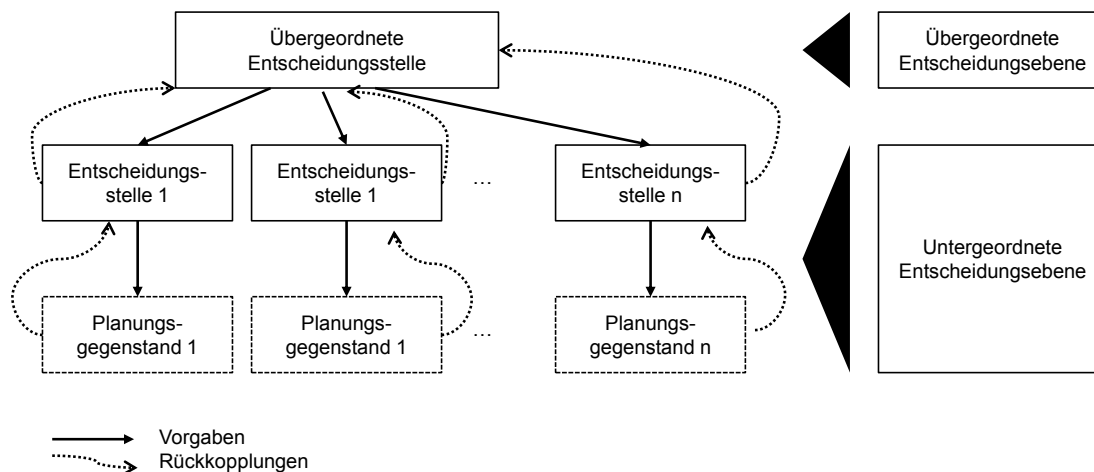 Übergeordnete
Entscheidungsstelle
Übergeordnete
Entscheidungsebene
Entscheidungs-
stelle 1
Entscheidungs-
stelle 1
...
Entscheidungs-
stelle n
Untergeordnete
Entscheidungsebene
Planungs-
gegenstand 1
Planungs-
gegenstand 1
...
Planungs-
gegenstand n
Vorgaben
Rückkopplungen